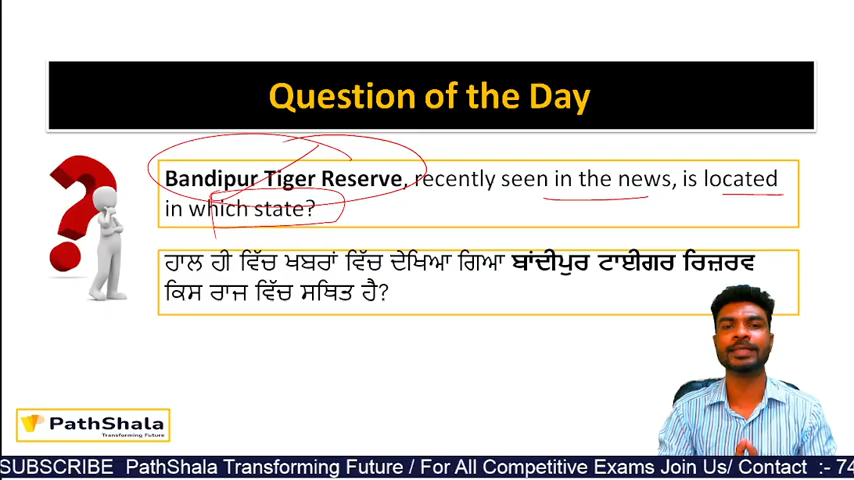 Question of the Day
Bandipur Tiger Reserve, recently seen in the news, is located
in which state?
ਹਾਲ ਹੀ ਵਿੱਚ ਖਬਰਾਂ ਵਿੱਚ ਦੇਖਿਆ ਗਿਆ ਬਾਂਦੀਪੁਰ ਟਾਈਗਰ ਰਿਜ਼ਰਵ
ਕਿਸ ਰਾਜ ਵਿੱਚ ਸਥਿਤ ਹੈ?
PathShala
Transforming Future
SUBSCRIBE PathShala Transforming Future / For All Competitive Exams Join Us/ Contact :- 74